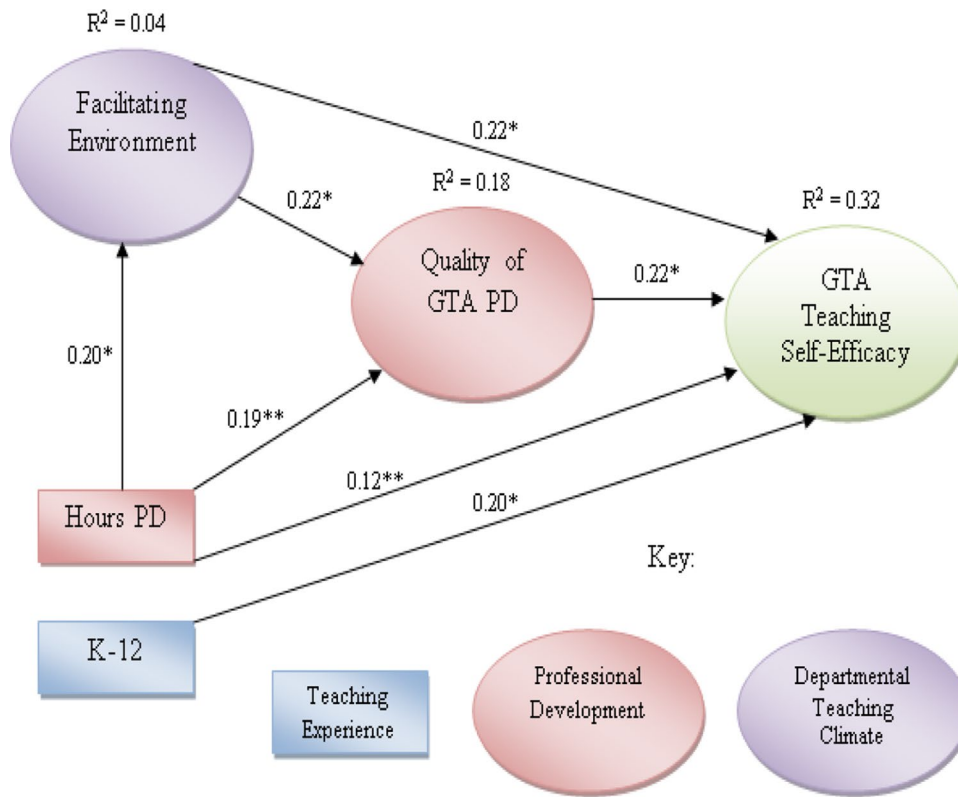 R² = 0.04
Facilitating
Environment
0.22*
0.22*
R² = 0.18
R² = 0.32
Quality of
GTA PD
0.22*
GTA
Teaching
Self-Efficacy
0.20*
0.19**
0.12**
0.20*
Hours PD
Key:
K-12
Teaching
Experience
Professional
Development
Departmental
Teaching
Climate